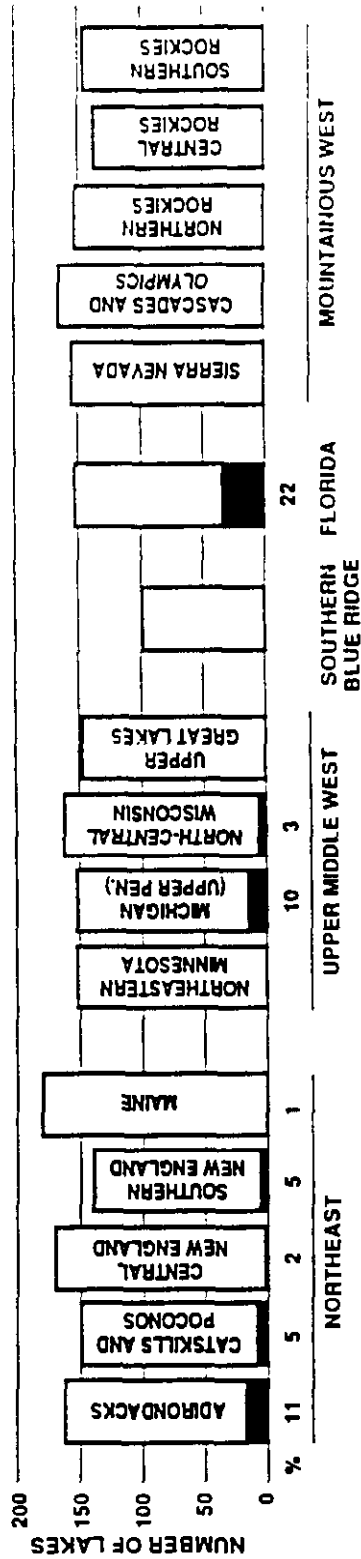 NUMBER OF LAKES
200
150
100
50
0
ADIRONDACKS
CATSKILLS AND
POCONOS
CENTRAL
NEW ENGLAND
SOUTHERN
NEW ENGLAND
MAINE
NORTHEASTERN
MINNESOTA
MICHIGAN
(UPPER PEN.)
NORTH-CENTRAL
WISCONSIN
UPPER
GREAT LAKES
SIERRA NEVADA
CASCADES AND
OLYMPICS
NORTHERN
ROCKIES
CENTRAL
ROCKIES
SOUTHERN
ROCKIES
% 11 5 2 5 1 10 3 22
NORTHEAST
UPPER MIDDLE WEST
SOUTHERN
BLUE RIDGE
FLORIDA
MOUNTAINOUS WEST